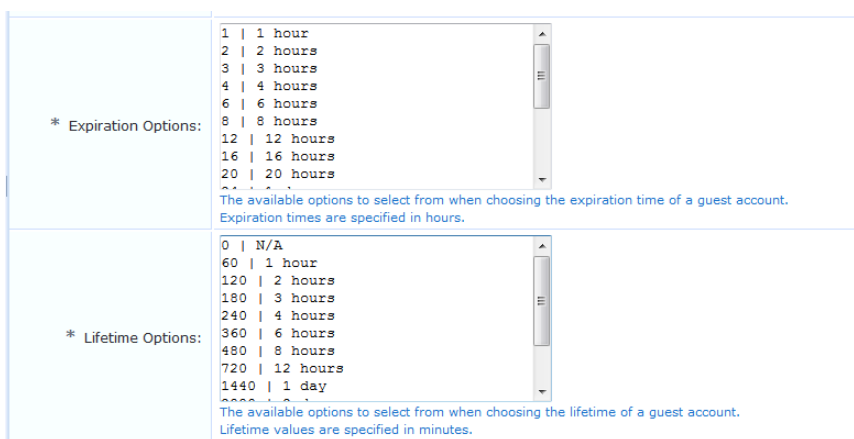 1 | 1 hour
2 | 2 hours
3 | 3 hours
4 | 4 hours
6 | 6 hours
8 | 8 hours
12 | 12 hours
16 | 16 hours
20 | 20 hours
* Expiration Options:
The available options to select from when choosing the expiration time of a guest account.
Expiration times are specified in hours.
0 | N/A
60 | 1 hour
120 | 2 hours
180 | 3 hours
240 | 4 hours
360 | 6 hours
480 | 8 hours
720 | 12 hours
1440 | 1 day
* Lifetime Options:
The available options to select from when choosing the lifetime of a guest account.
Lifetime values are specified in minutes.